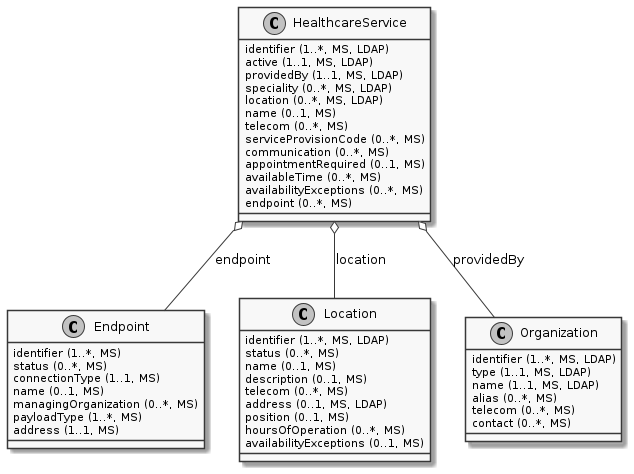 C HealthcareService
identifier (1..*, MS, LDAP)
active (1..1, MS, LDAP)
providedBy (1..1, MS, LDAP)
speciality (0..*, MS, LDAP)
location (0..*, MS, LDAP)
name (0..1, MS)
telecom (0..*, MS)
serviceProvisionCode (0..*, MS)
communication (0..*, MS)
appointmentRequired (0..1, MS)
availableTime (0..*, MS)
availabilityExceptions (0..*, MS)
endpoint (0..*, MS)
endpoint
location
providedBy
C Endpoint
identifier (1..*, MS)
status (0..*, MS)
connectionType (1..1, MS)
name (0..1, MS)
managingOrganization (0..*, MS)
payloadType (1..*, MS)
address (1..1, MS)
C Location
identifier (1..*, MS, LDAP)
status (0..*, MS)
name (0..1, MS)
description (0..1, MS)
telecom (0..*, MS)
address (0..1, MS, LDAP)
position (0..1, MS)
hoursOfOperation (0..*, MS)
availabilityExceptions (0..1, MS)
C Organization
identifier (1..*, MS, LDAP)
type (1..1, MS, LDAP)
name (1..1, MS, LDAP)
alias (0..*, MS)
telecom (0..*, MS)
contact (0..*, MS)